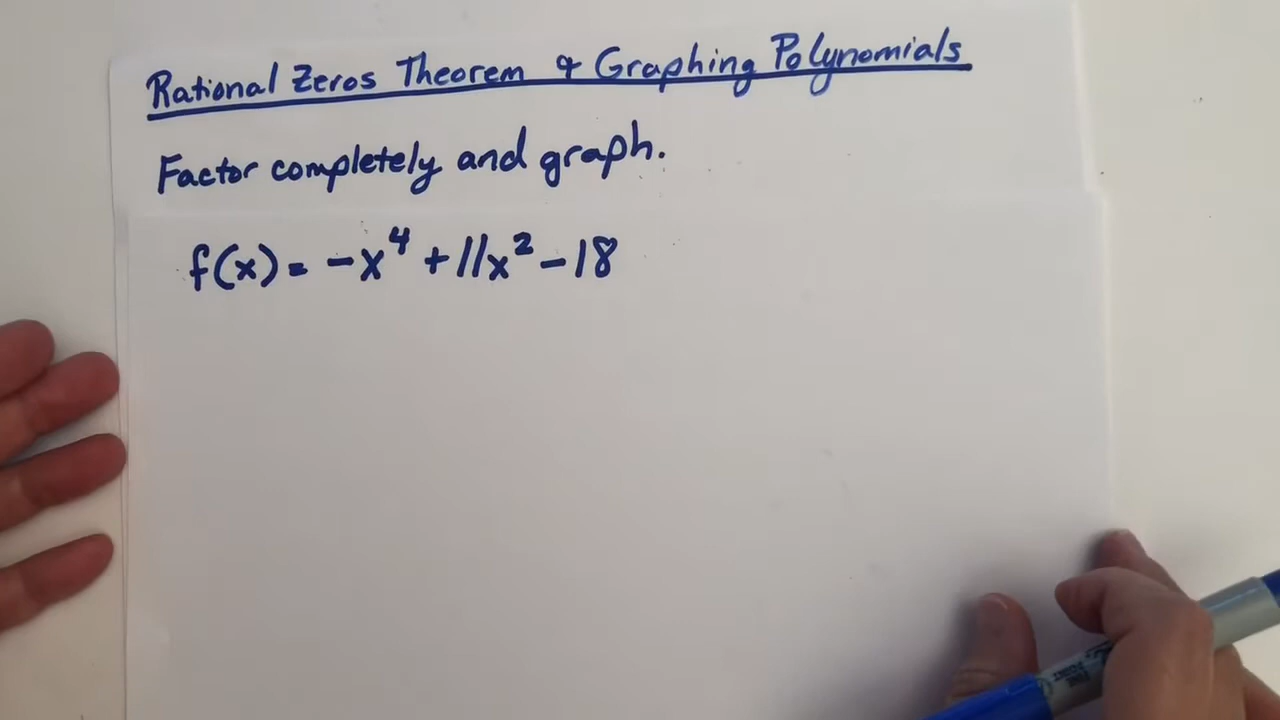 Rational Zeros Theorem & Graphing Polynomials
Factor completely and graph.
f(x) = -x⁴ + 11x² - 18